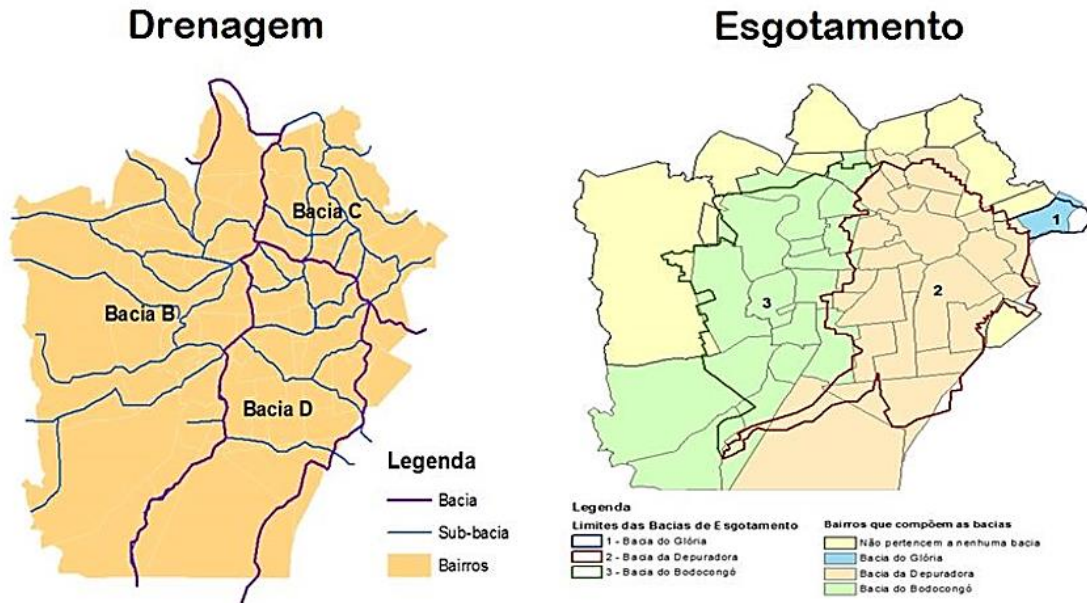 Drenagem
Bacia C
Bacia B
Bacia D
Legenda
Bacia
Sub-bacia
Bairros
Esgotamento
1
2
3
Legenda
Limites das Bacias de Esgotamento
1 - Bacia do Glória
2 - Bacia da Depuradora
3 - Bacia do Bodocongó
Bairros que compõem as bacias
Não pertencem a nenhuma bacia
Bacia do Glória
Bacia da Depuradora
Bacia do Bodocongó